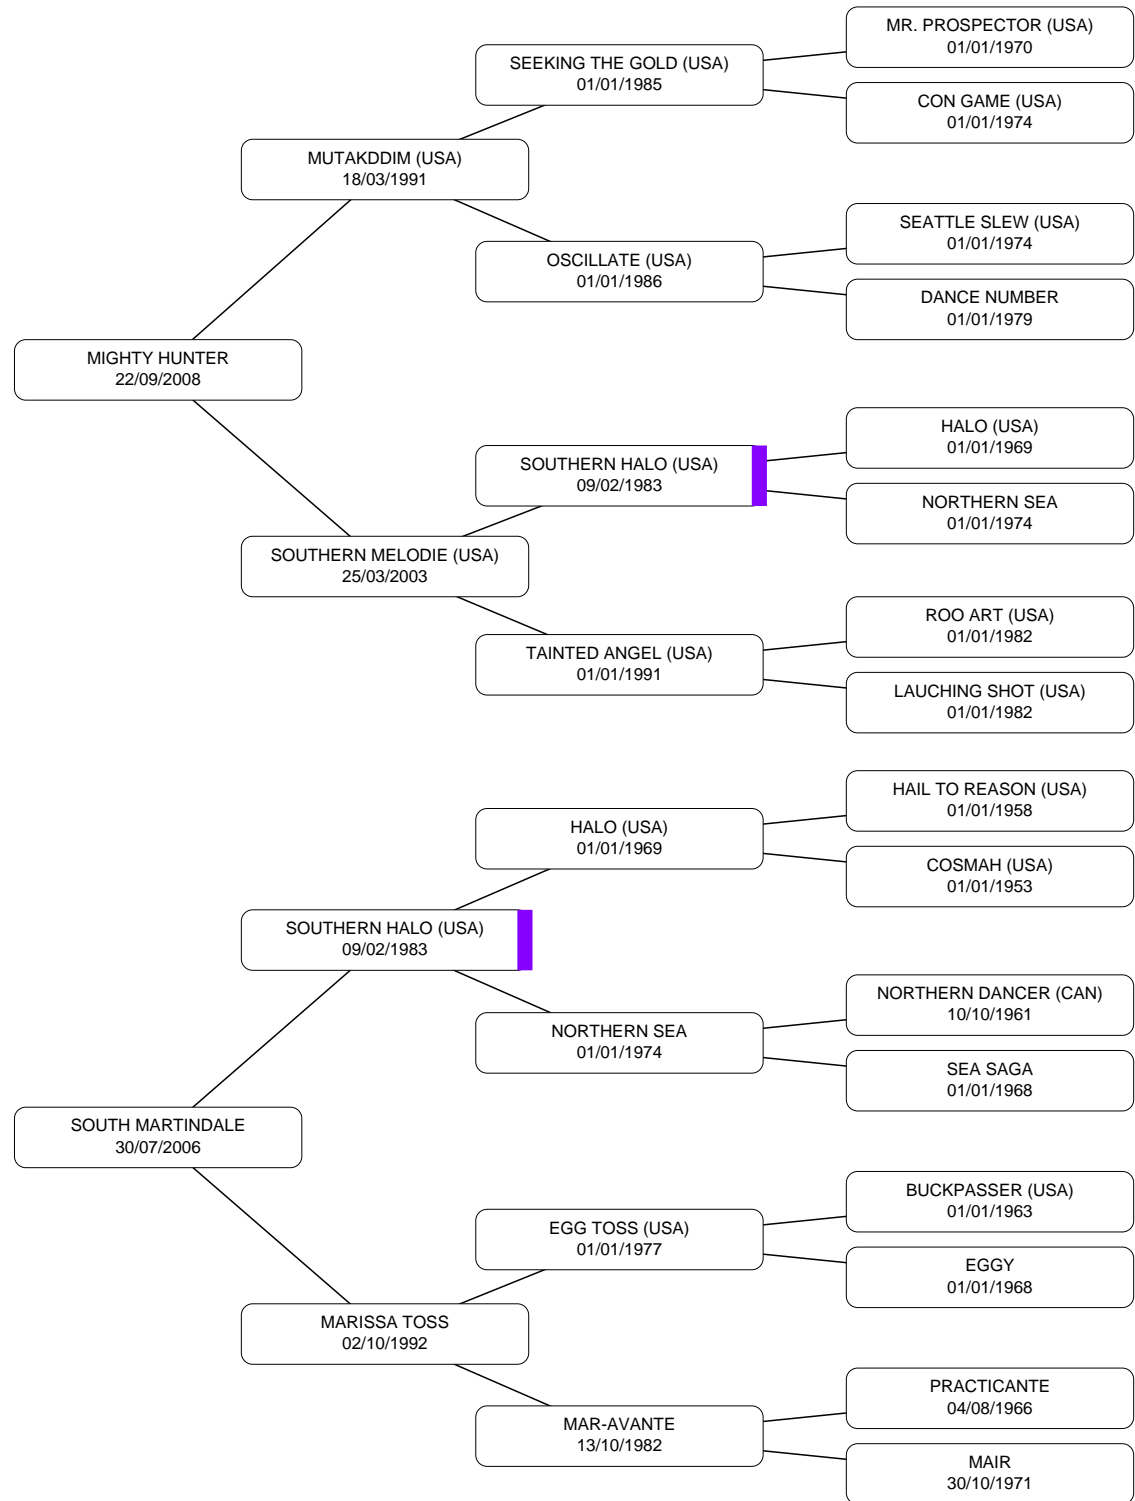 MR. PROSPECTOR (USA)
01/01/1970
SEEKING THE GOLD (USA)
01/01/1985
CON GAME (USA)
01/01/1974
MUTAKDDIM (USA)
18/03/1991
SEATTLE SLEW (USA)
01/01/1974
OSCILLATE (USA)
01/01/1986
DANCE NUMBER
01/01/1979
MIGHTY HUNTER
22/09/2008
HALO (USA)
01/01/1969
SOUTHERN HALO (USA)
09/02/1983
NORTHERN SEA
01/01/1974
SOUTHERN MELODIE (USA)
25/03/2003
ROO ART (USA)
01/01/1982
TAINTED ANGEL (USA)
01/01/1991
LAUCHING SHOT (USA)
01/01/1982
HAIL TO REASON (USA)
01/01/1958
HALO (USA)
01/01/1969
COSMAH (USA)
01/01/1953
SOUTHERN HALO (USA)
09/02/1983
NORTHERN DANCER (CAN)
10/10/1961
NORTHERN SEA
01/01/1974
SEA SAGA
01/01/1968
SOUTH MARTINDALE
30/07/2006
BUCKPASSER (USA)
01/01/1963
EGG TOSS (USA)
01/01/1977
EGGY
01/01/1968
MARISSA TOSS
02/10/1992
PRACTICANTE
04/08/1966
MAR-AVANTE
13/10/1982
MAIR
30/10/1971